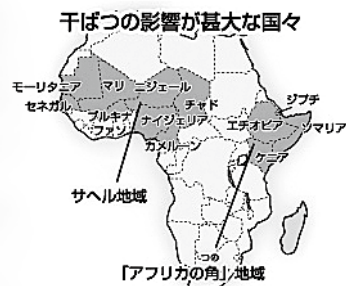 干ばつの影響が甚大な国々
モーリタニア
マリ
ニジェール
セネガル
チャド
ジプチ
ブルキナ
ファソ
ナイジェリア
エチオピア
ソマリア
カメルーン
ケニア
サヘル地域
つの
「アフリカの角」地域